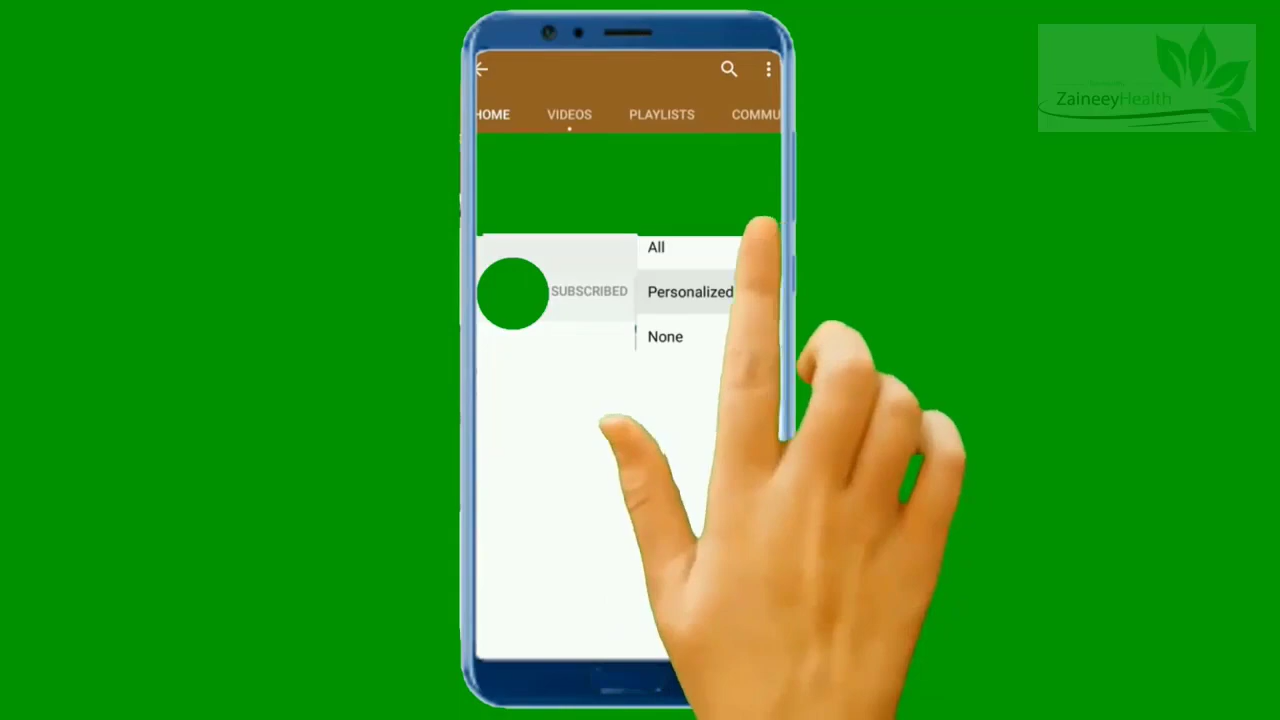 ZaineeyHealth
HOME VIDEOS PLAYLISTS COMMU
All
SUBSCRIBED Personalized
None